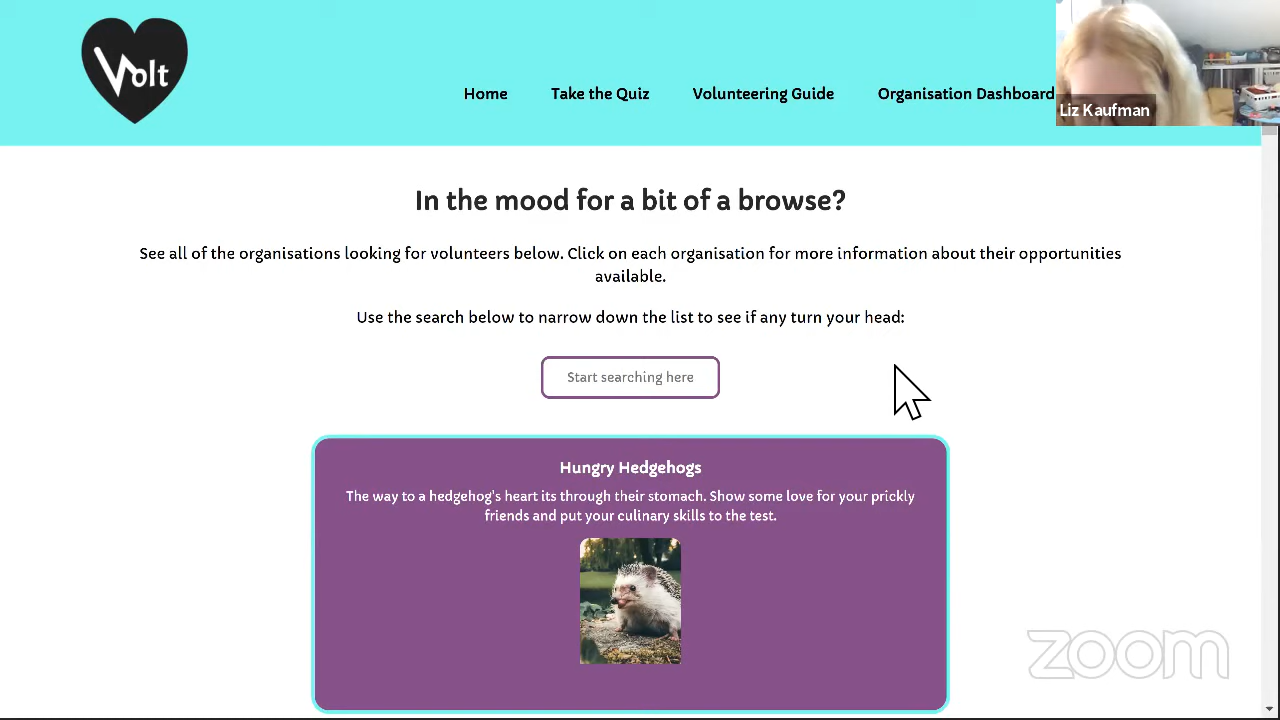 Volt
Home
Take the Quiz
Volunteering Guide
Organisation Dashboard
Liz Kaufman
In the mood for a bit of a browse?
See all of the organisations looking for volunteers below. Click on each organisation for more information about their opportunities
available.
Use the search below to narrow down the list to see if any turn your head:
Start searching here
Hungry Hedgehogs
The way to a hedgehog's heart its through their stomach. Show some love for your prickly
friends and put your culinary skills to the test.
zoom